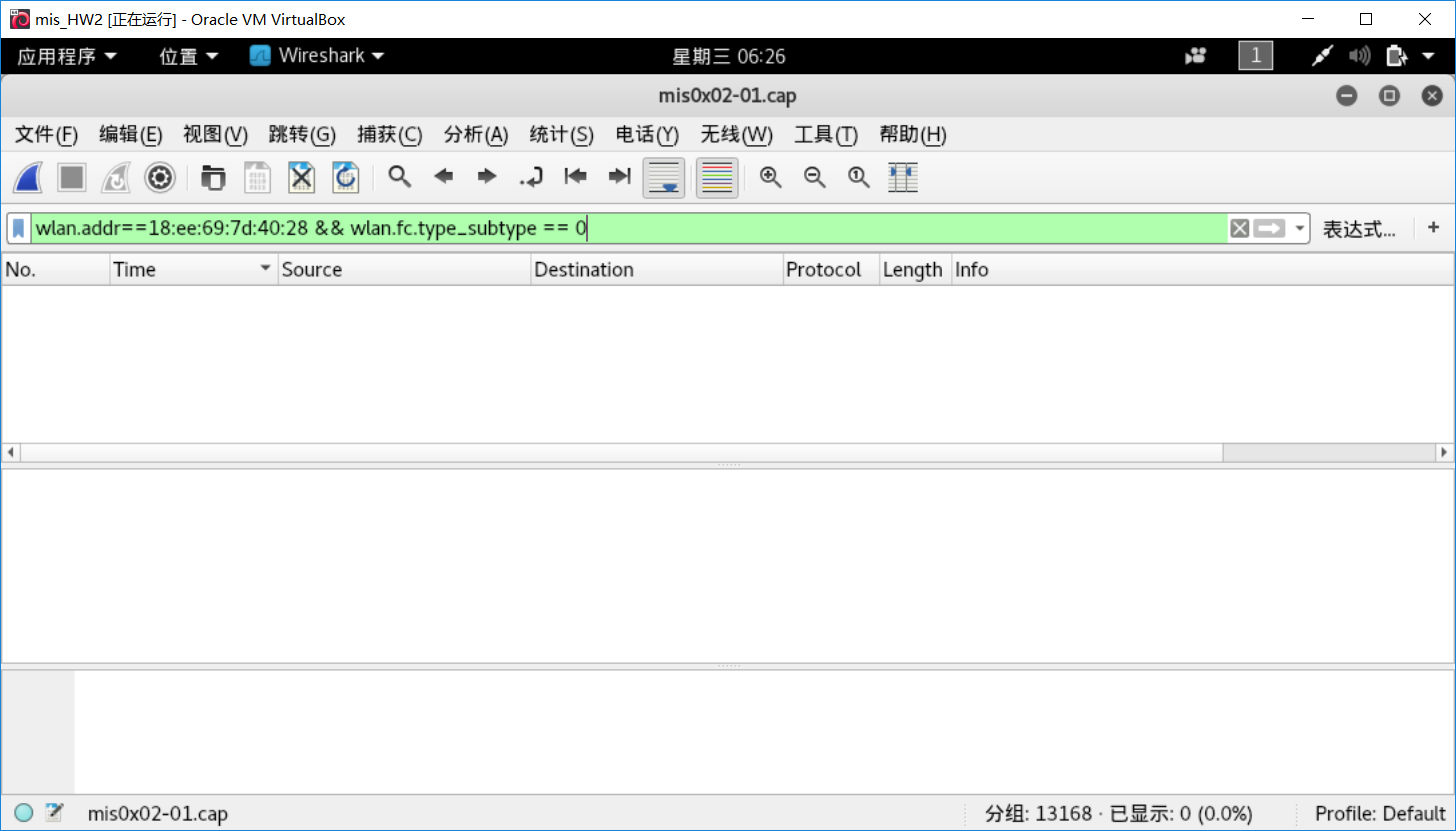 mis_HW2 [正在运行] - Oracle VM VirtualBox
应用程序 位置 Wireshark 星期三 06:26 1
mis0x02-01.cap
文件(F) 编辑(E) 视图(V) 跳转(G) 捕获(C) 分析(A) 统计(S) 电话(Y) 无线(W) 工具(T) 帮助(H)
wlan.addr==18:ee:69:7d:40:28 && wlan.fc.type_subtype == 0 表达式... +
No. Time Source Destination Protocol Length Info
mis0x02-01.cap 分组: 13168 · 已显示: 0 (0.0%) Profile: Default